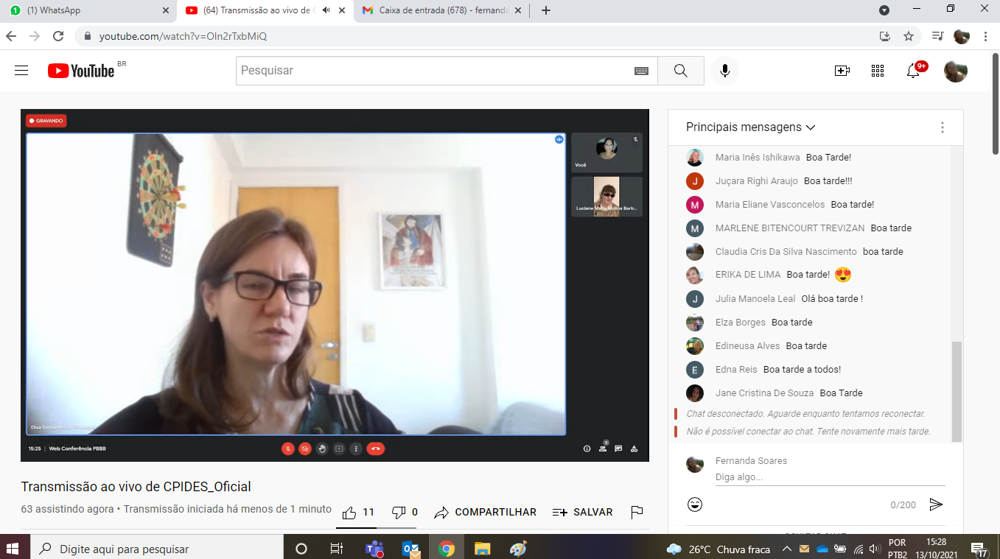 (1) WhatsApp
(64) Transmissão ao vivo de
Caixa de entrada (678) - fernanda
youtube.com/watch?v=OIn2rTxbMiQ
YouTube BR
Pesquisar
9+
GRAVANDO
Você
Luciane Maria Molina Barb...
15:25 | Web Conferência PBBB
Transmissão ao vivo de CPIDES_Oficial
63 assistindo agora • Transmissão iniciada há menos de 1 minuto
11
0
COMPARTILHAR
SALVAR
Principais mensagens
Maria Inês Ishikawa Boa Tarde!
J Juçara Righi Araujo Boa tarde!!!
M Maria Eliane Vasconcelos Boa tarde!
M MARLENE BITENCOURT TREVIZAN Boa tarde
Claudia Cris Da Silva Nascimento boa tarde
ERIKA DE LIMA Boa tarde! 😍
J Julia Manoela Leal Olá boa tarde !
Elza Borges Boa tarde
Edineusa Alves Boa tarde
E Edna Reis Boa tarde a todos!
Jane Cristina De Souza Boa Tarde
Chat desconectado. Aguarde enquanto tentamos reconectar.
Não é possível conectar ao chat. Tente novamente mais tarde.
Fernanda Soares
Diga algo...
0/200
Digite aqui para pesquisar
26°C Chuva fraca
POR
PTB2
15:28
13/10/2021
17